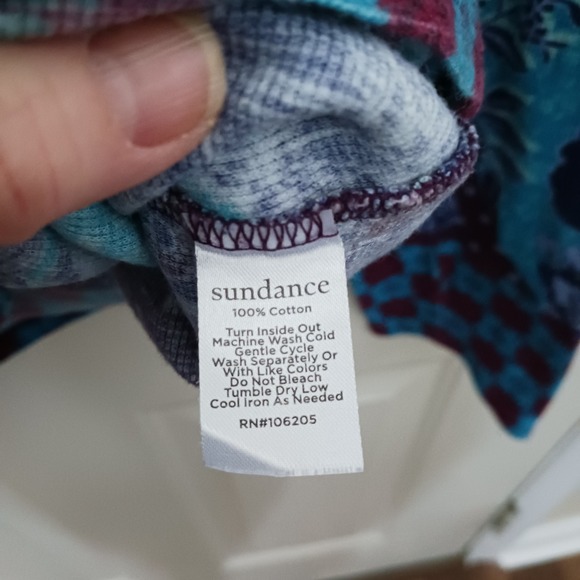 sundance
100% Cotton
Turn Inside Out
Machine Wash Cold
Gentle Cycle
Wash Separately Or
With Like Colors
Do Not Bleach
Tumble Dry Low
Cool Iron As Needed
RN#106205